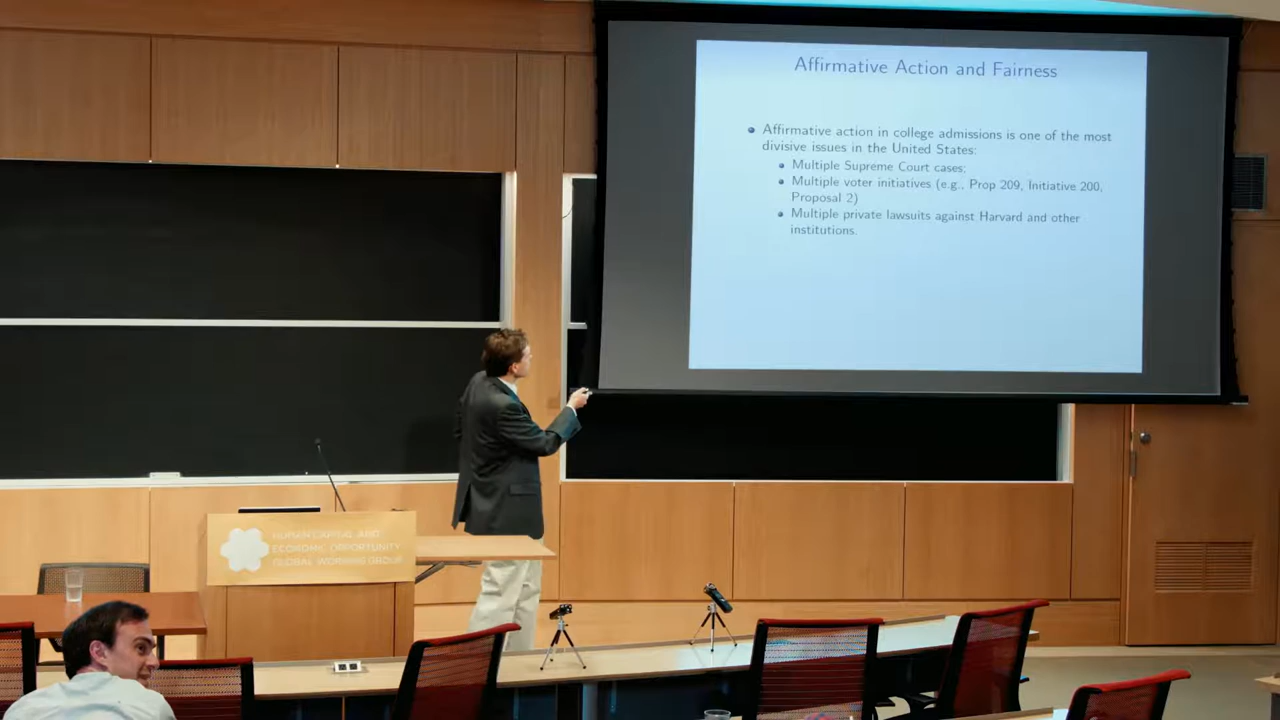 Affirmative Action and Fairness
Affirmative action in college admissions is one of the most
divisive issues in the United States:
Multiple Supreme Court cases;
Multiple voter initiatives (e.g., Prop 209, Initiative 200,
Proposal 2)
Multiple private lawsuits against Harvard and other
institutions.
HUMAN CAPITAL AND
ECONOMIC OPPORTUNITY
GLOBAL WORKING GROUP